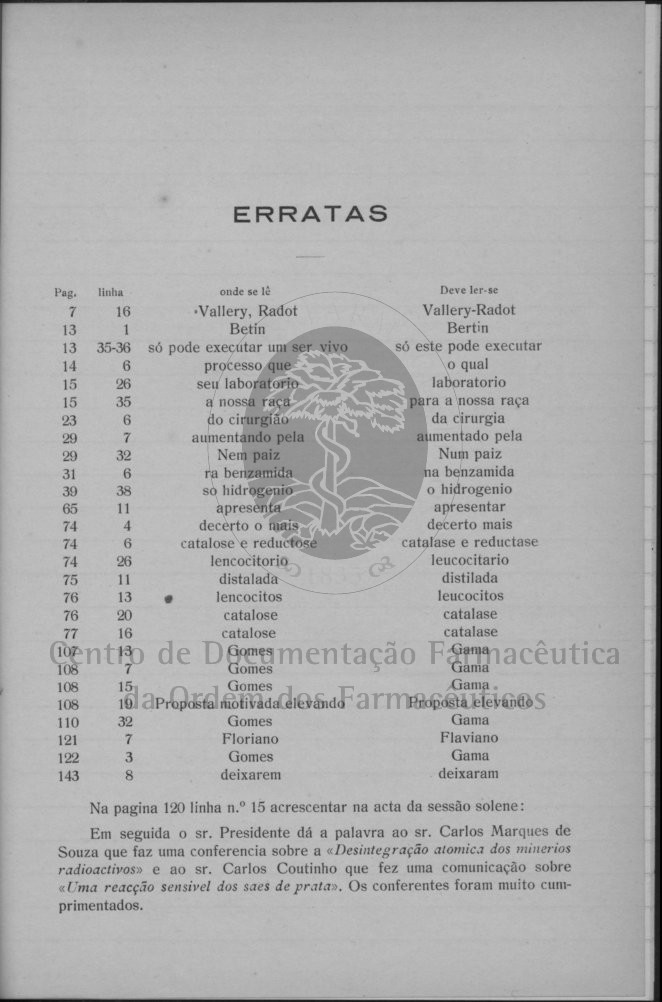 ERRATAS
Pag. linha onde se lê Deve ler-se
7 16 Vallery, Radot Vallery-Radot
13 1 Betin Bertin
13 35-36 só pode executar um ser vivo só este pode executar
14 6 processo que o qual
15 26 seu laboratorio laboratorio
15 35 a nossa raça para a nossa raça
23 6 do cirurgião da cirurgia
29 7 aumentando pela aumentado pela
29 32 Nem paiz Num paiz
31 6 ra benzamida na benzamida
39 38 so hidrogenio o hidrogenio
65 11 apresenta apresentar
74 4 decerto o mais decerto mais
74 6 catalose e reductose catalase e reductase
74 26 lencocitorio leucocitario
75 11 distalada distilada
76 13 lencocitos leucocitos
76 20 catalose catalase
77 16 catalose catalase
107 13 Gomes Gama
Centro de Documentação Farmacêutica
108 7 Gomes Gama
108 15 Gomes Gama
da Ordem dos Farmacêuticos
108 19 Proposta motivada elevando Proposta elevando
110 32 Gomes Gama
121 7 Floriano Flaviano
122 3 Gomes Gama
143 8 deixarem deixaram
Na pagina 120 linha n.º 15 acrescentar na acta da sessão solene:
Em seguida o sr. Presidente dá a palavra ao sr. Carlos Marques de
Souza que faz uma conferencia sobre a «Desintegração atomica dos minerios
radioactivos» e ao sr. Carlos Coutinho que fez uma comunicação sobre
«Uma reacção sensivel dos saes de prata». Os conferentes foram muito cum-
primentados.